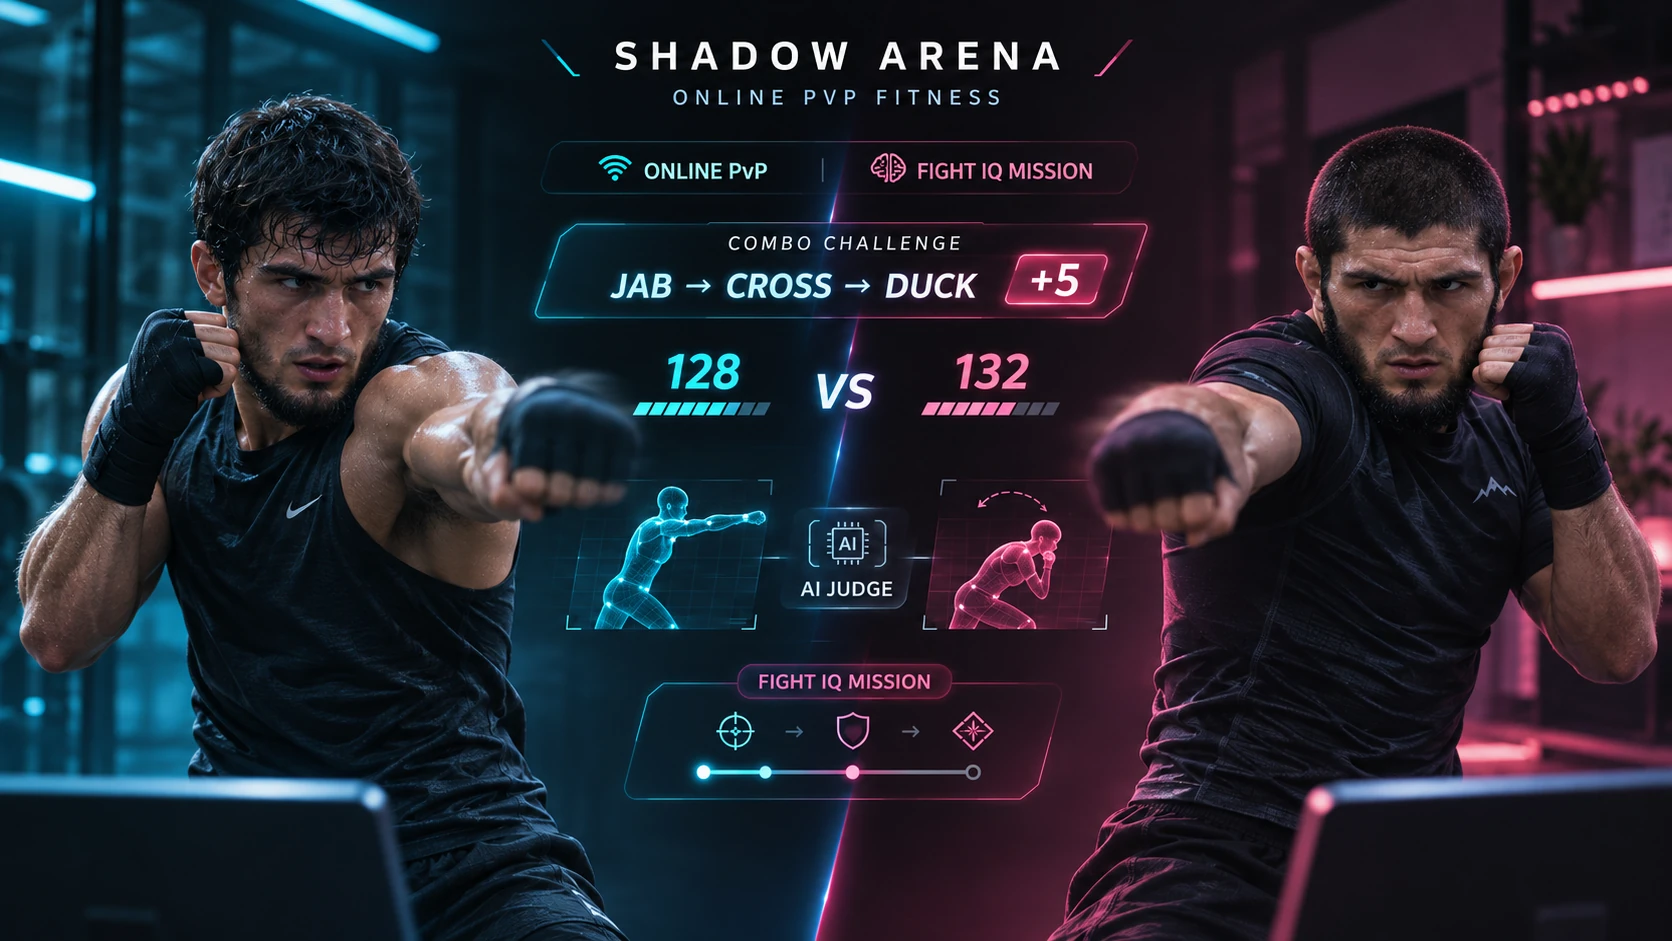 SHADOW ARENA
ONLINE PVP FITNESS
ONLINE PvP | FIGHT IQ MISSION
COMBO CHALLENGE
JAB → CROSS → DUCK +5
128 VS 132
AI
AI JUDGE
FIGHT IQ MISSION